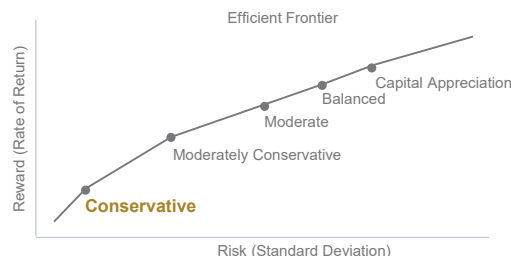 Efficient Frontier
Reward (Rate of Return)
Capital Appreciation
Balanced
Moderate
Moderately Conservative
Conservative
Risk (Standard Deviation)